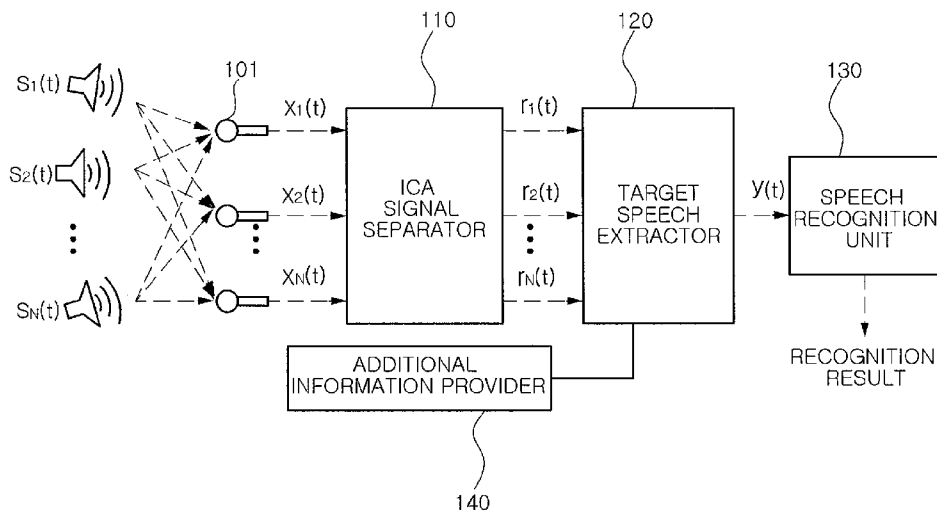 110
120
130
101
S1(t)
S2(t)
SN(t)
X1(t)
X2(t)
XN(t)
ICA
SIGNAL
SEPARATOR
r1(t)
r2(t)
rN(t)
TARGET
SPEECH
EXTRACTOR
y(t)
SPEECH
RECOGNITION
UNIT
RECOGNITION
RESULT
ADDITIONAL
INFORMATION PROVIDER
140